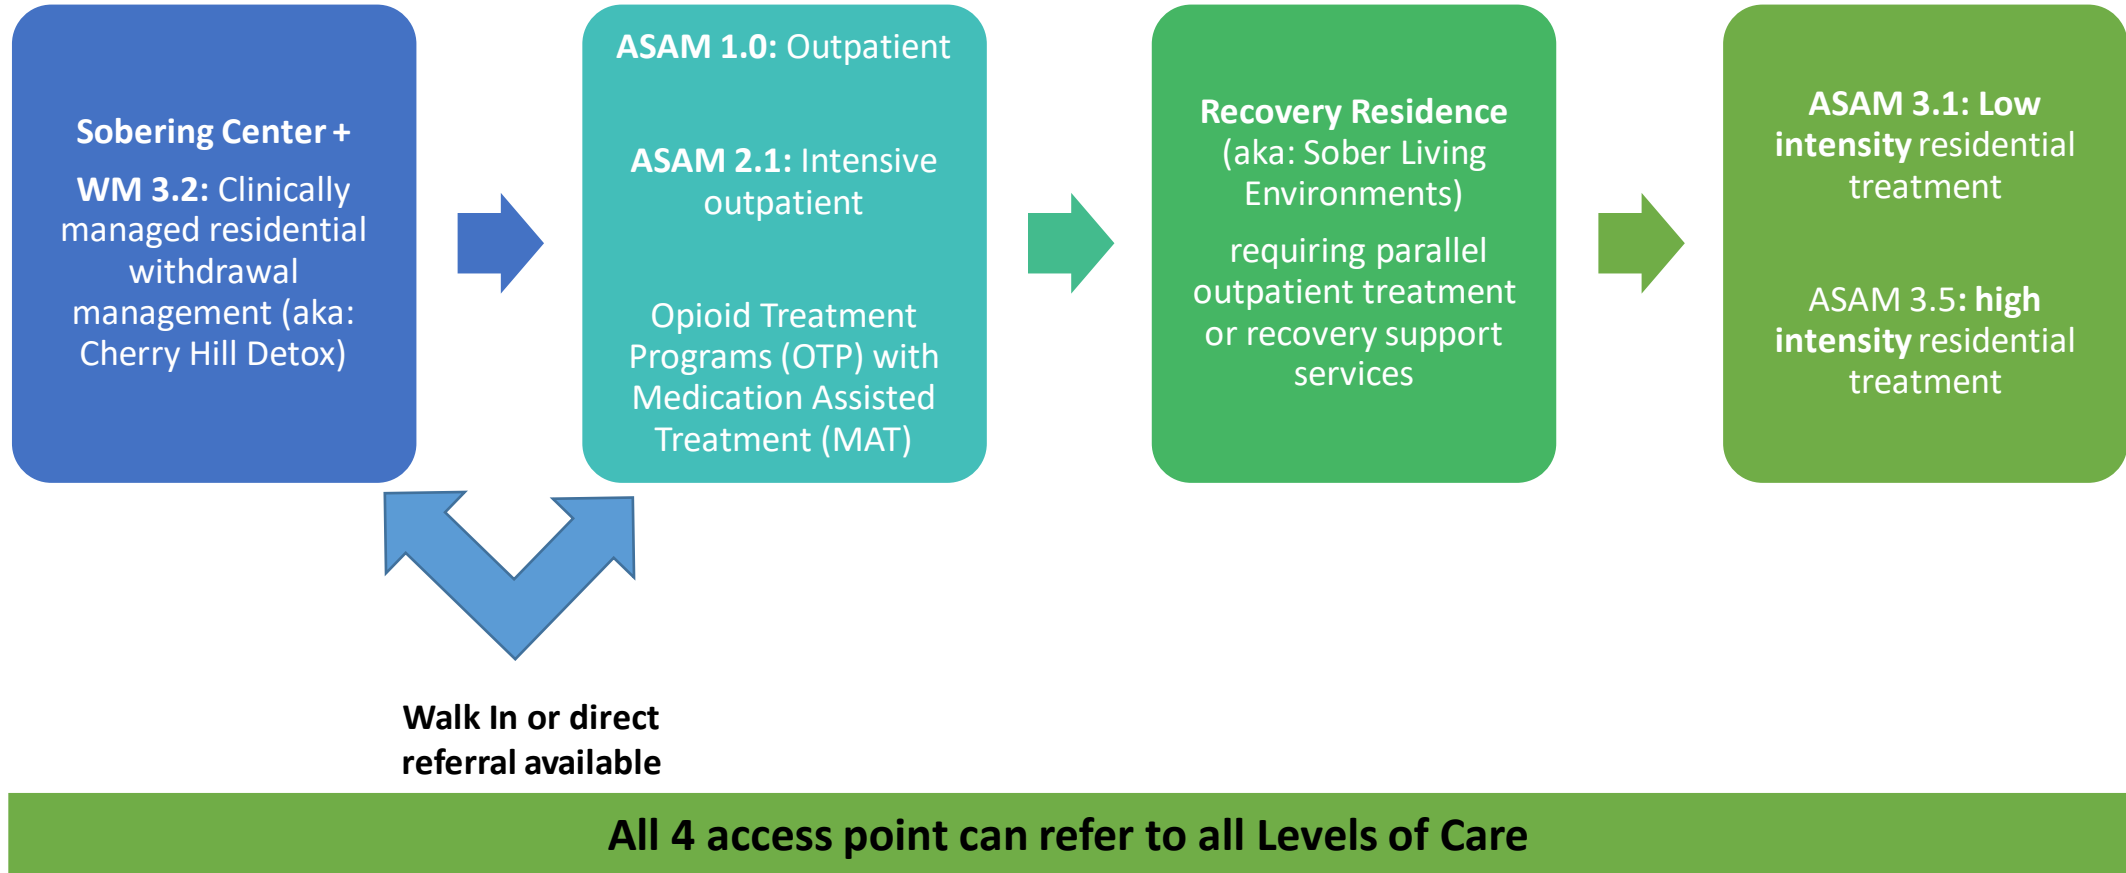 Sobering Center +
WM 3.2: Clinically
managed residential
withdrawal
management (aka:
Cherry Hill Detox)
ASAM 1.0: Outpatient
ASAM 2.1: Intensive
outpatient
Opioid Treatment
Programs (OTP) with
Medication Assisted
Treatment (MAT)
Recovery Residence
(aka: Sober Living
Environments)
requiring parallel
outpatient treatment
or recovery support
services
ASAM 3.1: Low
intensity residential
treatment
ASAM 3.5: high
intensity residential
treatment
Walk In or direct
referral available
All 4 access point can refer to all Levels of Care